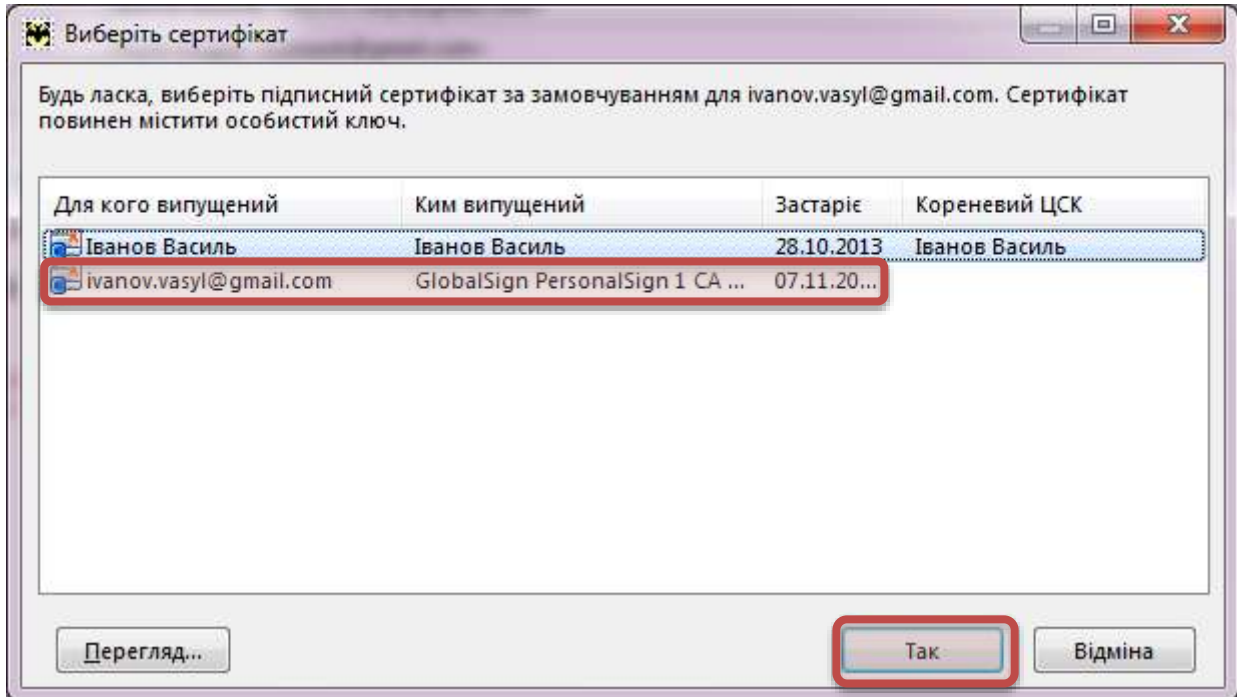 Виберіть сертифікат
Будь ласка, виберіть підписний сертифікат за замовчуванням для ivanov.vasyl@gmail.com. Сертифікат
повинен містити особистий ключ.
Для кого випущений Ким випущений Застаріє Кореневий ЦСК
Іванов Василь Іванов Василь 28.10.2013 Іванов Василь
ivanov.vasyl@gmail.com GlobalSign PersonalSign 1 CA ... 07.11.20...
Перегляд... Так Відміна